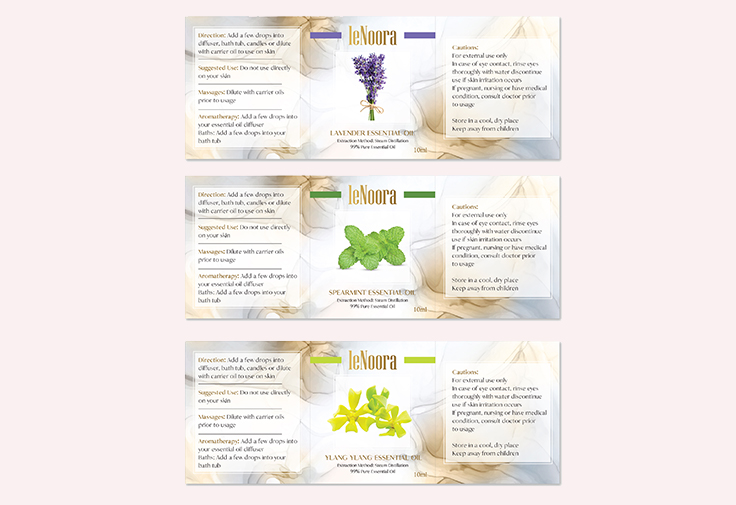 Direction: Add a few drops into
diffuser, bath tub, candles or dilute
with carrier oil to use on skin
Suggested Use: Do not use directly
on your skin
Massages: Dilute with carrier oils
prior to usage
Aromatherapy: Add a few drops into
your essential oil diffuser
Baths: Add a few drops into your
bath tub
leNoora
LAVENDER ESSENTIAL OIL
Extraction Method: Steam Distillation
99% Pure Essential Oil
10ml
Cautions:
For external use only
In case of eye contact, rinse eyes
thoroughly with water discontinue
use if skin irritation occurs
If pregnant, nursing or have medical
condition, consult doctor prior
to usage
Store in a cool, dry place
Keep away from children
Direction: Add a few drops into
diffuser, bath tub, candles or dilute
with carrier oil to use on skin
Suggested Use: Do not use directly
on your skin
Massages: Dilute with carrier oils
prior to usage
Aromatherapy: Add a few drops into
your essential oil diffuser
Baths: Add a few drops into your
bath tub
leNoora
SPEARMINT ESSENTIAL OIL
Extraction Method: Steam Distillation
99% Pure Essential Oil
10ml
Cautions:
For external use only
In case of eye contact, rinse eyes
thoroughly with water discontinue
use if skin irritation occurs
If pregnant, nursing or have medical
condition, consult doctor prior
to usage
Store in a cool, dry place
Keep away from children
Direction: Add a few drops into
diffuser, bath tub, candles or dilute
with carrier oil to use on skin
Suggested Use: Do not use directly
on your skin
Massages: Dilute with carrier oils
prior to usage
Aromatherapy: Add a few drops into
your essential oil diffuser
Baths: Add a few drops into your
bath tub
leNoora
YLANG YLANG ESSENTIAL OIL
Extraction Method: Steam Distillation
99% Pure Essential Oil
10ml
Cautions:
For external use only
In case of eye contact, rinse eyes
thoroughly with water discontinue
use if skin irritation occurs
If pregnant, nursing or have medical
condition, consult doctor prior
to usage
Store in a cool, dry place
Keep away from children